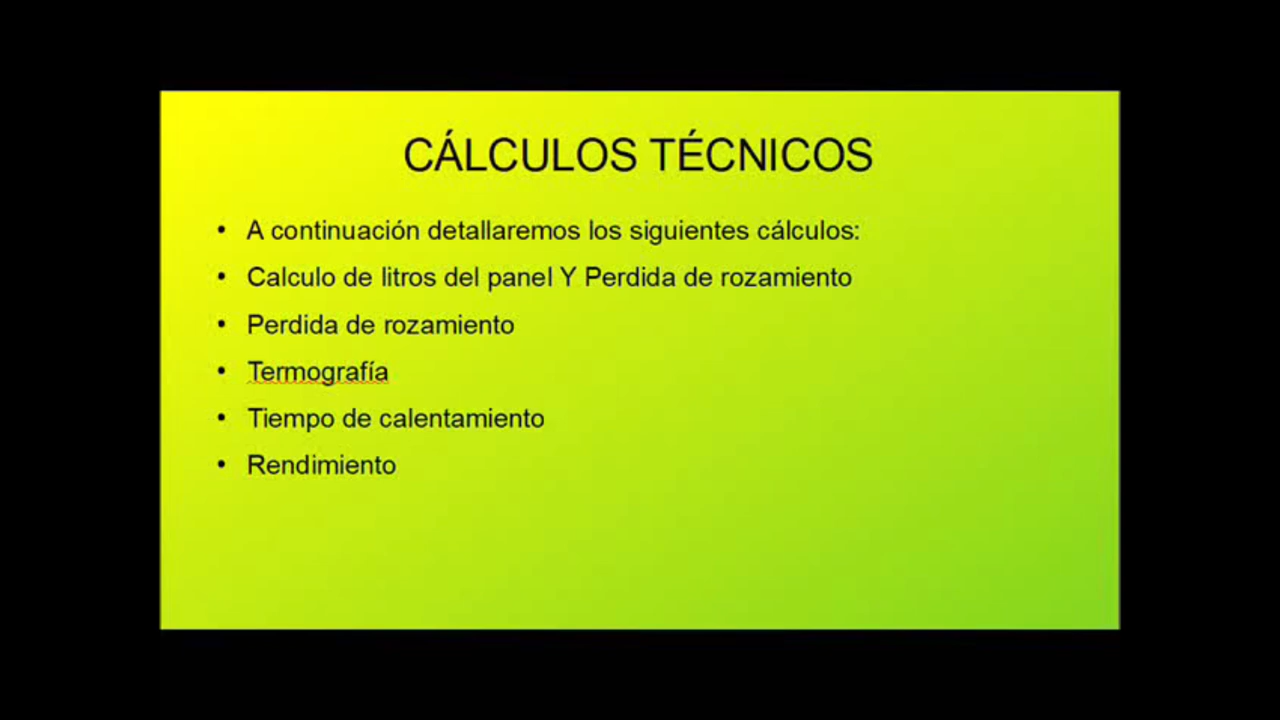 CÁLCULOS TÉCNICOS
• A continuación detallaremos los siguientes cálculos:
• Calculo de litros del panel Y Perdida de rozamiento
• Perdida de rozamiento
• Termografía
• Tiempo de calentamiento
• Rendimiento